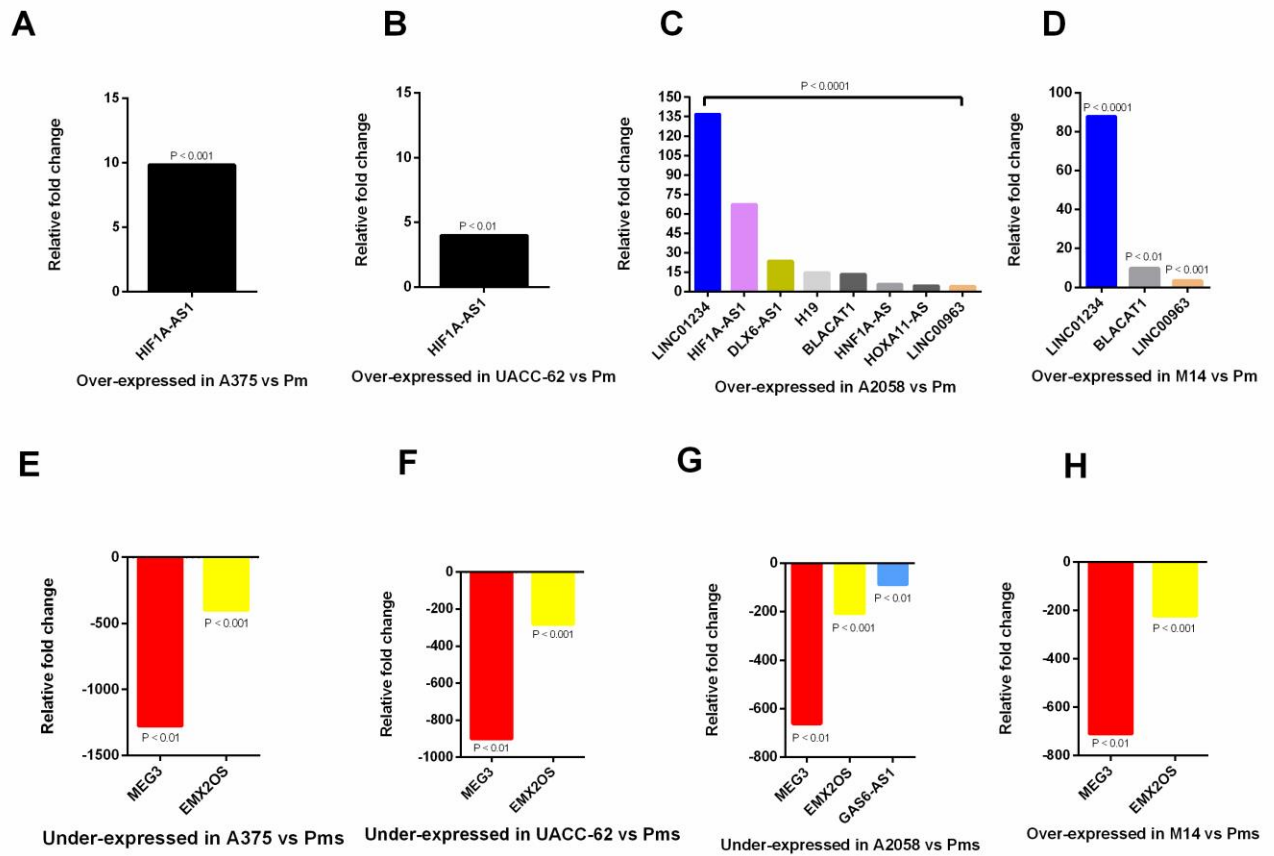 A
Relative fold change
15
10
5
0
P < 0.001
HIF1A-AS1
Over-expressed in A375 vs Pm
B
Relative fold change
15
10
5
0
P < 0.01
HIF1A-AS1
Over-expressed in UACC-62 vs Pm
C
Relative fold change
P < 0.0001
150
135
120
105
90
75
60
45
30
15
0
LINC01234
HIF1A-AS1
DLX6-AS1
H19
BLACAT1
HNF1A-AS
HOXA11-AS
LINC00963
Over-expressed in A2058 vs Pm
D
Relative fold change
100
80
60
40
20
0
P < 0.0001
P < 0.01
P < 0.001
LINC01234
BLACAT1
LINC00963
Over-expressed in M14 vs Pm
E
Relative fold change
0
-500
-1000
-1500
P < 0.01
P < 0.001
MEG3
EMX2OS
Under-expressed in A375 vs Pms
F
Relative fold change
0
-200
-400
-600
-800
-1000
P < 0.01
P < 0.001
MEG3
EMX2OS
Under-expressed in UACC-62 vs Pms
G
Relative fold change
0
-200
-400
-600
-800
P < 0.01
P < 0.001
P < 0.01
MEG3
EMX2OS
GAS6-AS1
Under-expressed in A2058 vs Pms
H
Relative fold change
0
-200
-400
-600
-800
P < 0.01
P < 0.001
MEG3
EMX2OS
Over-expressed in M14 vs Pms